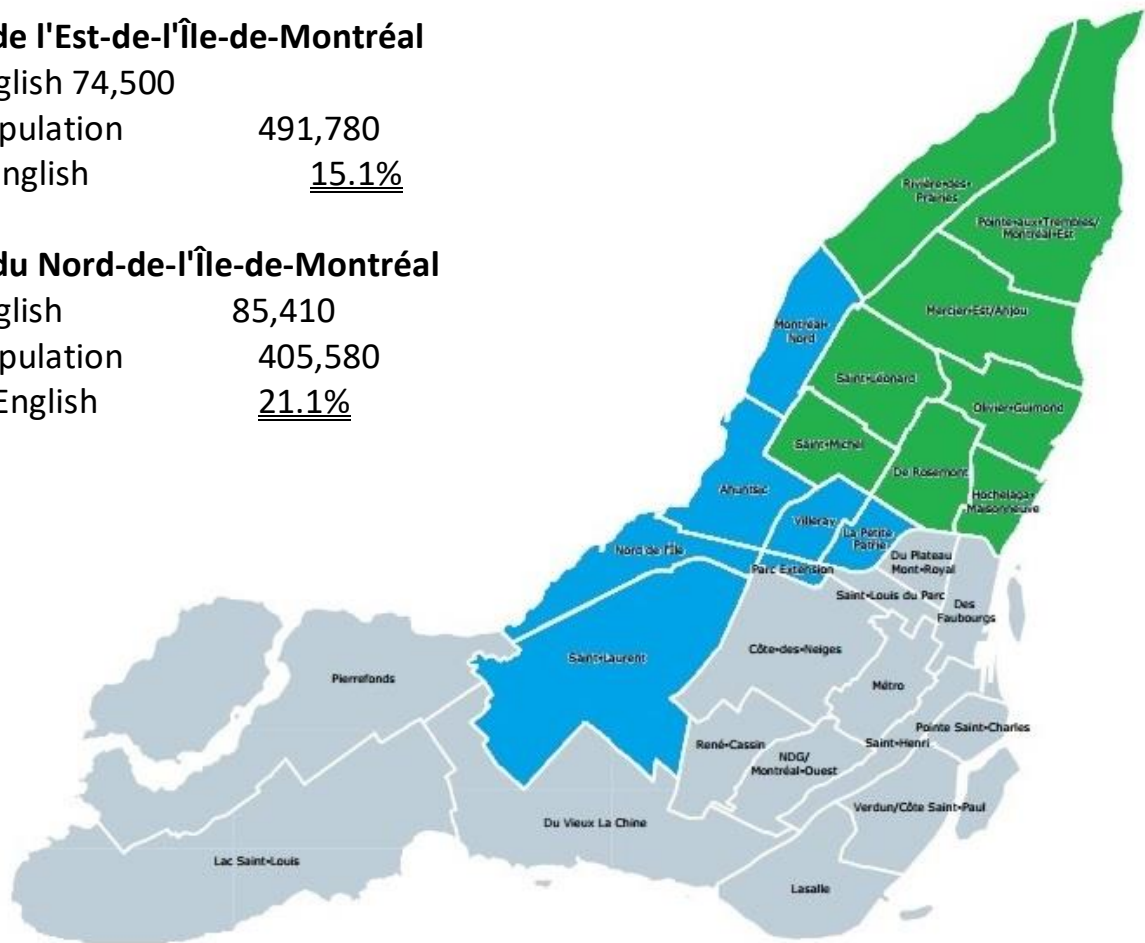 de l'Est-de-l'Île-de-Montréal
glish 74,500
pulation 491,780
nglish 15.1%
du Nord-de-l'Île-de-Montréal
glish 85,410
pulation 405,580
English 21.1%
Rivière-des-
Prairies
Pointe-aux-Trembles/
Montréal-Est
Mercier-Est/Anjou
Montréal-
Nord
Saint-Léonard
Olivier-Guimond
Saint-Michel
De Rosemont
Hochelaga-
Maisonneuve
Ahuntsic
Villeray
La Petite
Patrie
Nord de l'Île
Parc Extension
Du Plateau
Mont-Royal
Saint-Louis du Parc
Des
Faubourgs
Saint-Laurent
Côte-des-Neiges
Pierrefonds
Métro
Pointe Saint-Charles
René-Cassin
Saint-Henri
NDG/
Montréal-Ouest
Verdun/Côte Saint-Paul
Du Vieux La Chine
Lac Saint-Louis
Lasalle